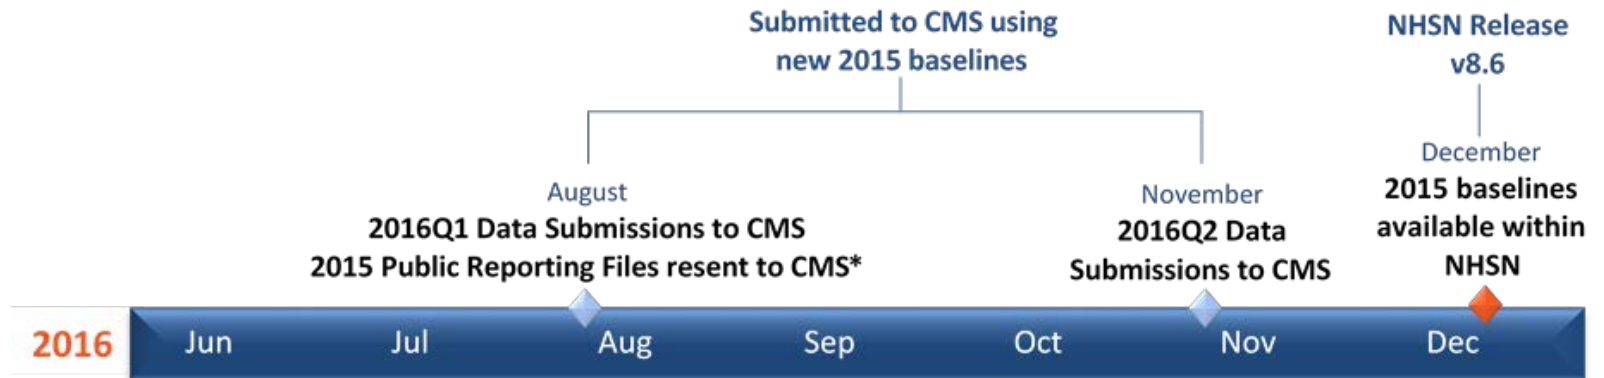 Submitted to CMS using
new 2015 baselines
NHSN Release
v8.6
August
2016Q1 Data Submissions to CMS
2015 Public Reporting Files resent to CMS*
November
2016Q2 Data
Submissions to CMS
December
2015 baselines
available within
NHSN
2016 Jun Jul Aug Sep Oct Nov Dec